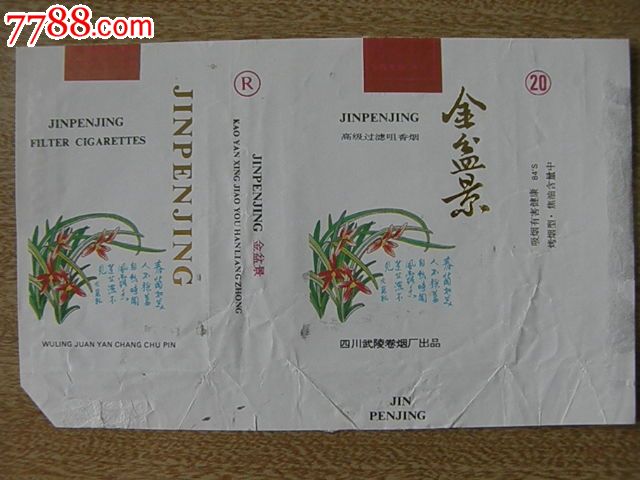 7788.com
JINPENJING
FILTER CIGARETTES
WULING JUAN YAN CHANG CHU PIN
JINPENJING
R
JINPENJING 金盆景
KAO YAN XING JIAO YOU HANLIANG ZHONG
JINPENJING
高级过滤咀香烟
四川武陵卷烟厂出品
JIN
PENJING
金盆景
20
吸烟有害健康 84'S
烤烟型·焦油含量中